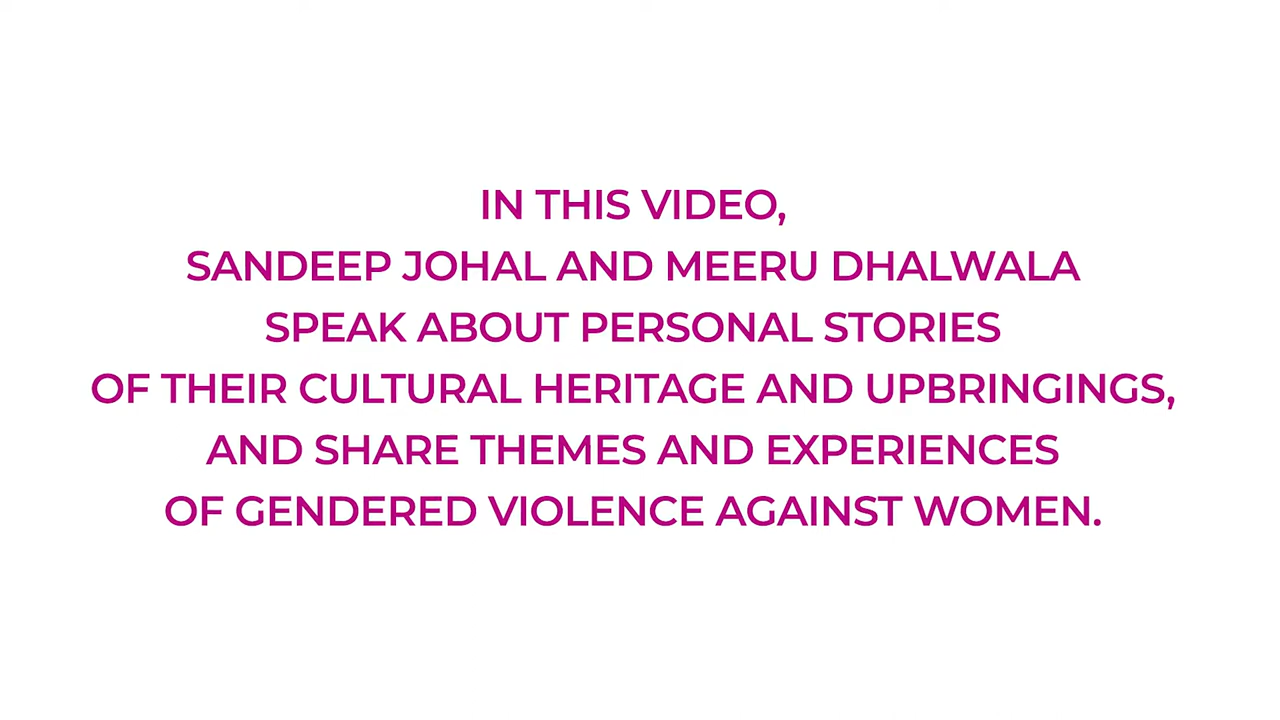 IN THIS VIDEO,
SANDEEP JOHAL AND MEERU DHALWALA
SPEAK ABOUT PERSONAL STORIES
OF THEIR CULTURAL HERITAGE AND UPBRINGINGS,
AND SHARE THEMES AND EXPERIENCES
OF GENDERED VIOLENCE AGAINST WOMEN.